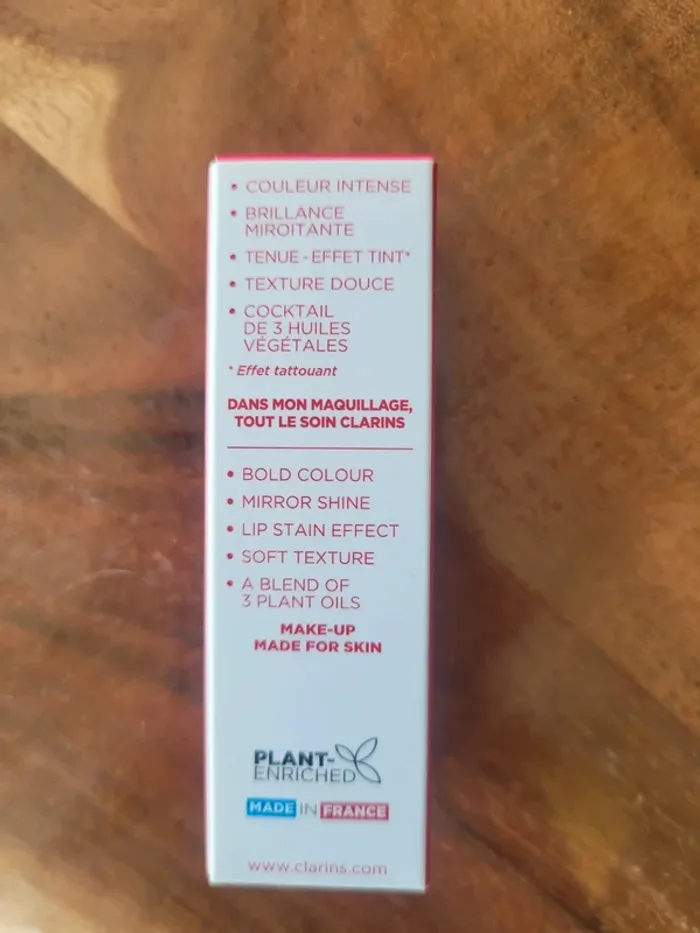 • COULEUR INTENSE
• BRILLANCE
MIROITANTE
• TENUE - EFFET TINT*
• TEXTURE DOUCE
• COCKTAIL
DE 3 HUILES
VÉGÉTALES
* Effet tattouant
DANS MON MAQUILLAGE,
TOUT LE SOIN CLARINS
• BOLD COLOUR
• MIRROR SHINE
• LIP STAIN EFFECT
• SOFT TEXTURE
• A BLEND OF
3 PLANT OILS
MAKE-UP
MADE FOR SKIN
PLANT-
ENRICHED
MADE IN FRANCE
www.clarins.com